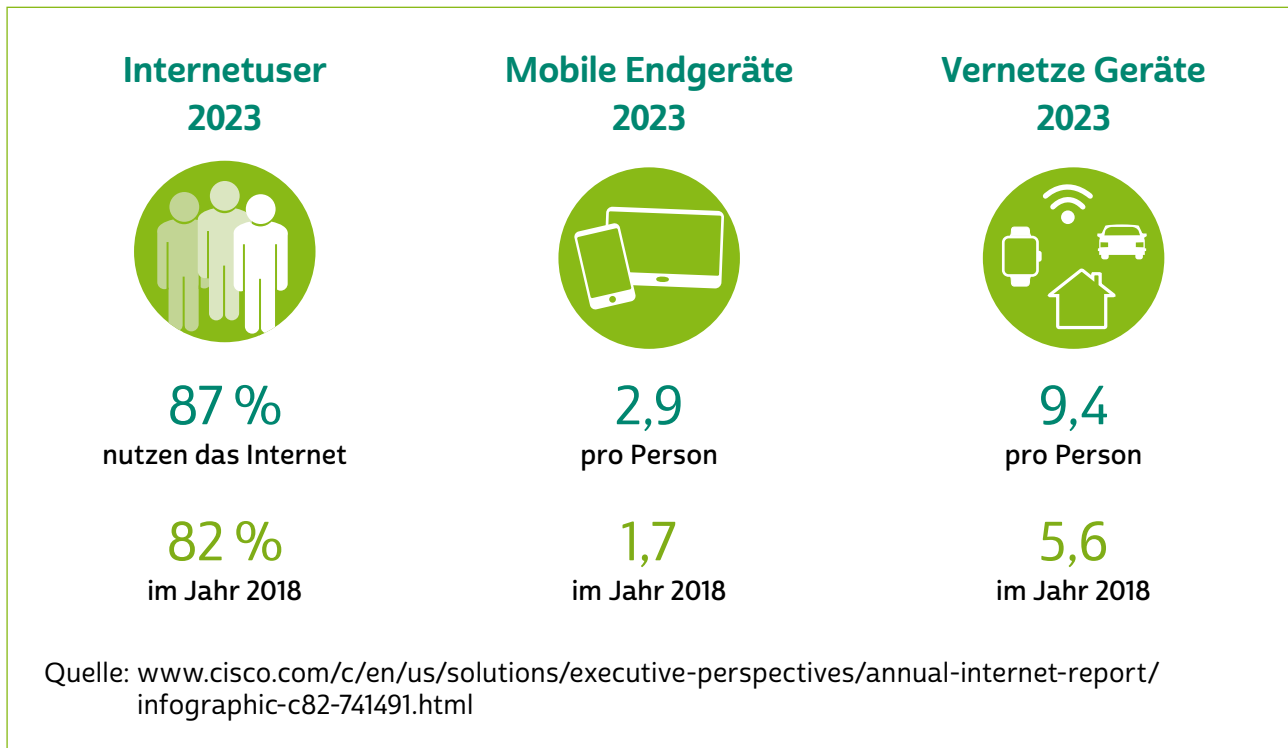 Internetuser
2023
87 %
nutzen das Internet
82 %
im Jahr 2018
Mobile Endgeräte
2023
2,9
pro Person
1,7
im Jahr 2018
Vernetze Geräte
2023
9,4
pro Person
5,6
im Jahr 2018
Quelle: www.cisco.com/c/en/us/solutions/executive-perspectives/annual-internet-report/
infographic-c82-741491.html